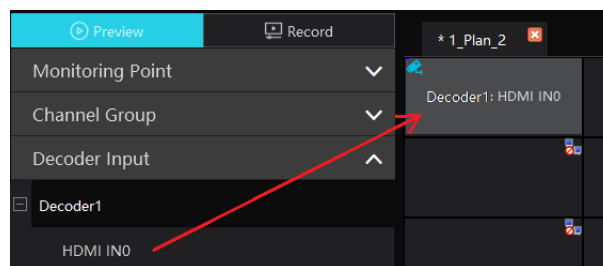 Preview
Record
* 1_Plan_2
Monitoring Point
Channel Group
Decoder Input
Decoder1
HDMI IN0
Decoder1: HDMI IN0